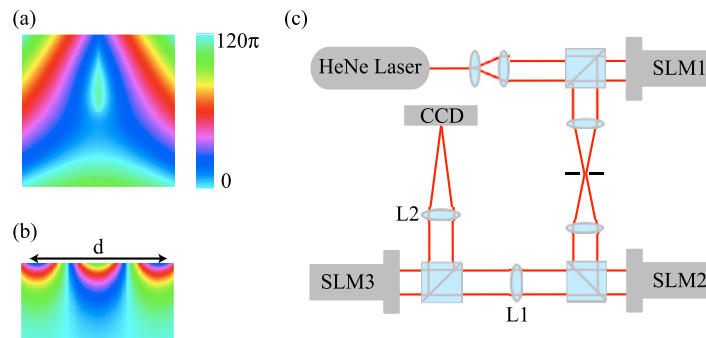 (a)
120π
0
(b)
d
(c)
HeNe Laser
SLM1
CCD
L2
SLM3
L1
SLM2